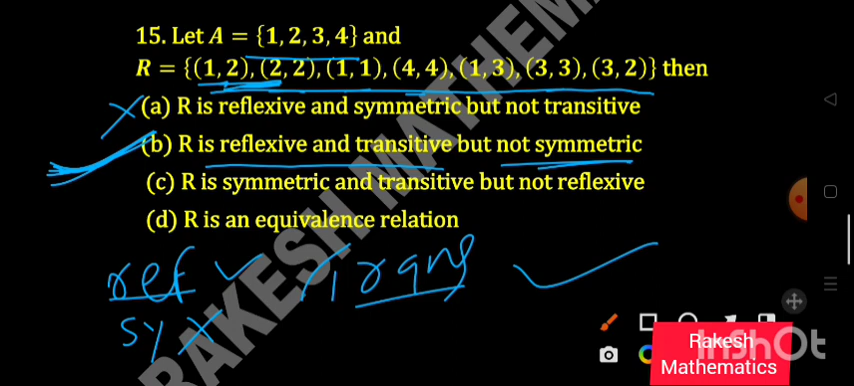 15. Let A = {1, 2, 3, 4} and
R = {(1, 2), (2, 2), (1, 1), (4, 4), (1, 3), (3, 3), (3, 2)} then
(a) R is reflexive and symmetric but not transitive
(b) R is reflexive and transitive but not symmetric
(c) R is symmetric and transitive but not reflexive
(d) R is an equivalence relation
ref ✓ Trans ✓
sy ×
RAKESH MATHEM
Rakesh
Mathematics
InShOt